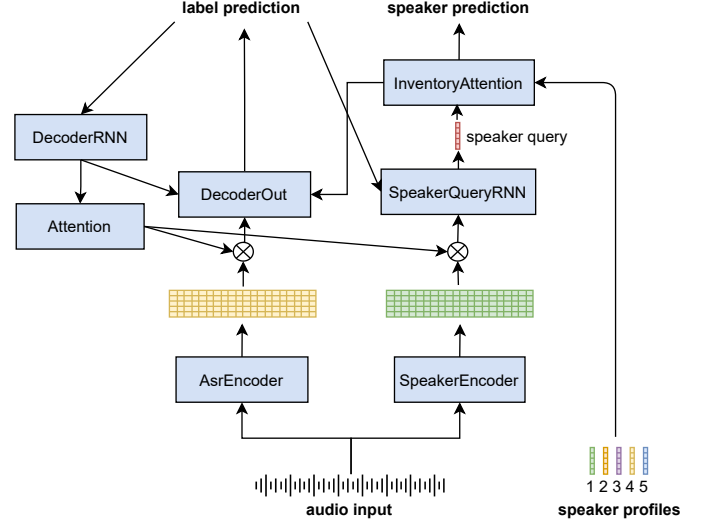 label prediction
speaker prediction
InventoryAttention
DecoderRNN
speaker query
DecoderOut
SpeakerQueryRNN
Attention
AsrEncoder
SpeakerEncoder
1 2 3 4 5
audio input
speaker profiles